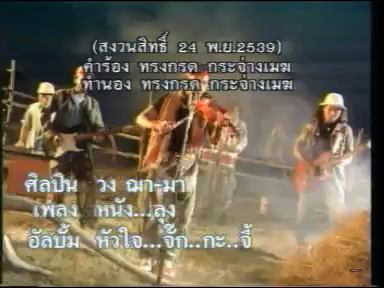 (สงวนสิทธิ์ 24 พ.ย.2539)
คำร้อง ทรงกรด กระจ่างเมฆ
ทำนอง ทรงกรด กระจ่างเมฆ
ศิลปิน วง ฌา-มา
เพลง หนัง...ลุง
อัลบั้ม หัวใจ...จั๊ก..กะ..จี้